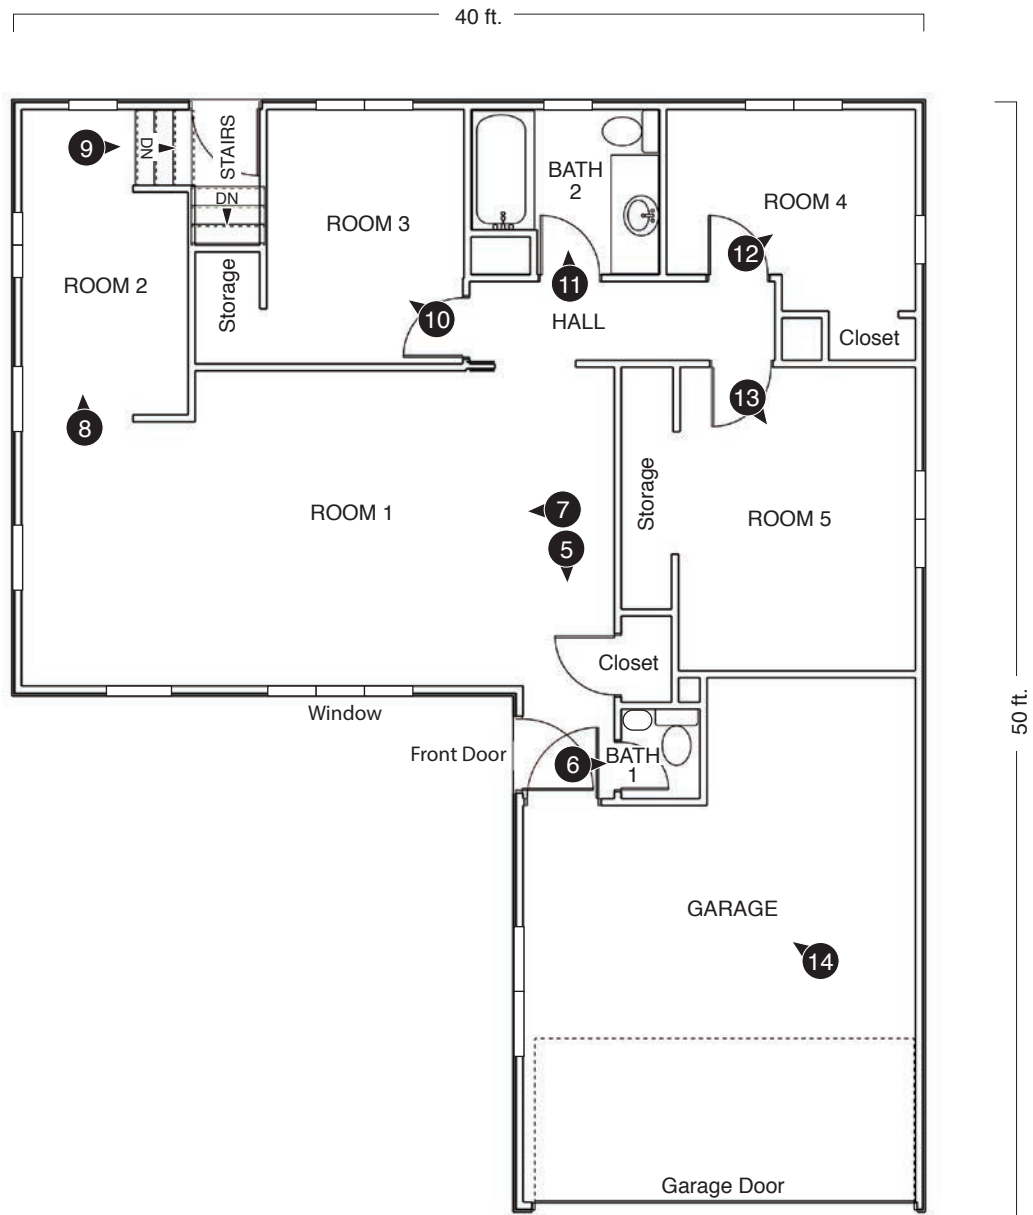 40 ft.
9
DN
STAIRS
DN
ROOM 3
BATH
2
ROOM 4
12
ROOM 2
Storage
11
10
HALL
Closet
8
13
ROOM 1
7
5
Storage
ROOM 5
Closet
Window
Front Door
6
BATH
1
50 ft.
GARAGE
14
Garage Door